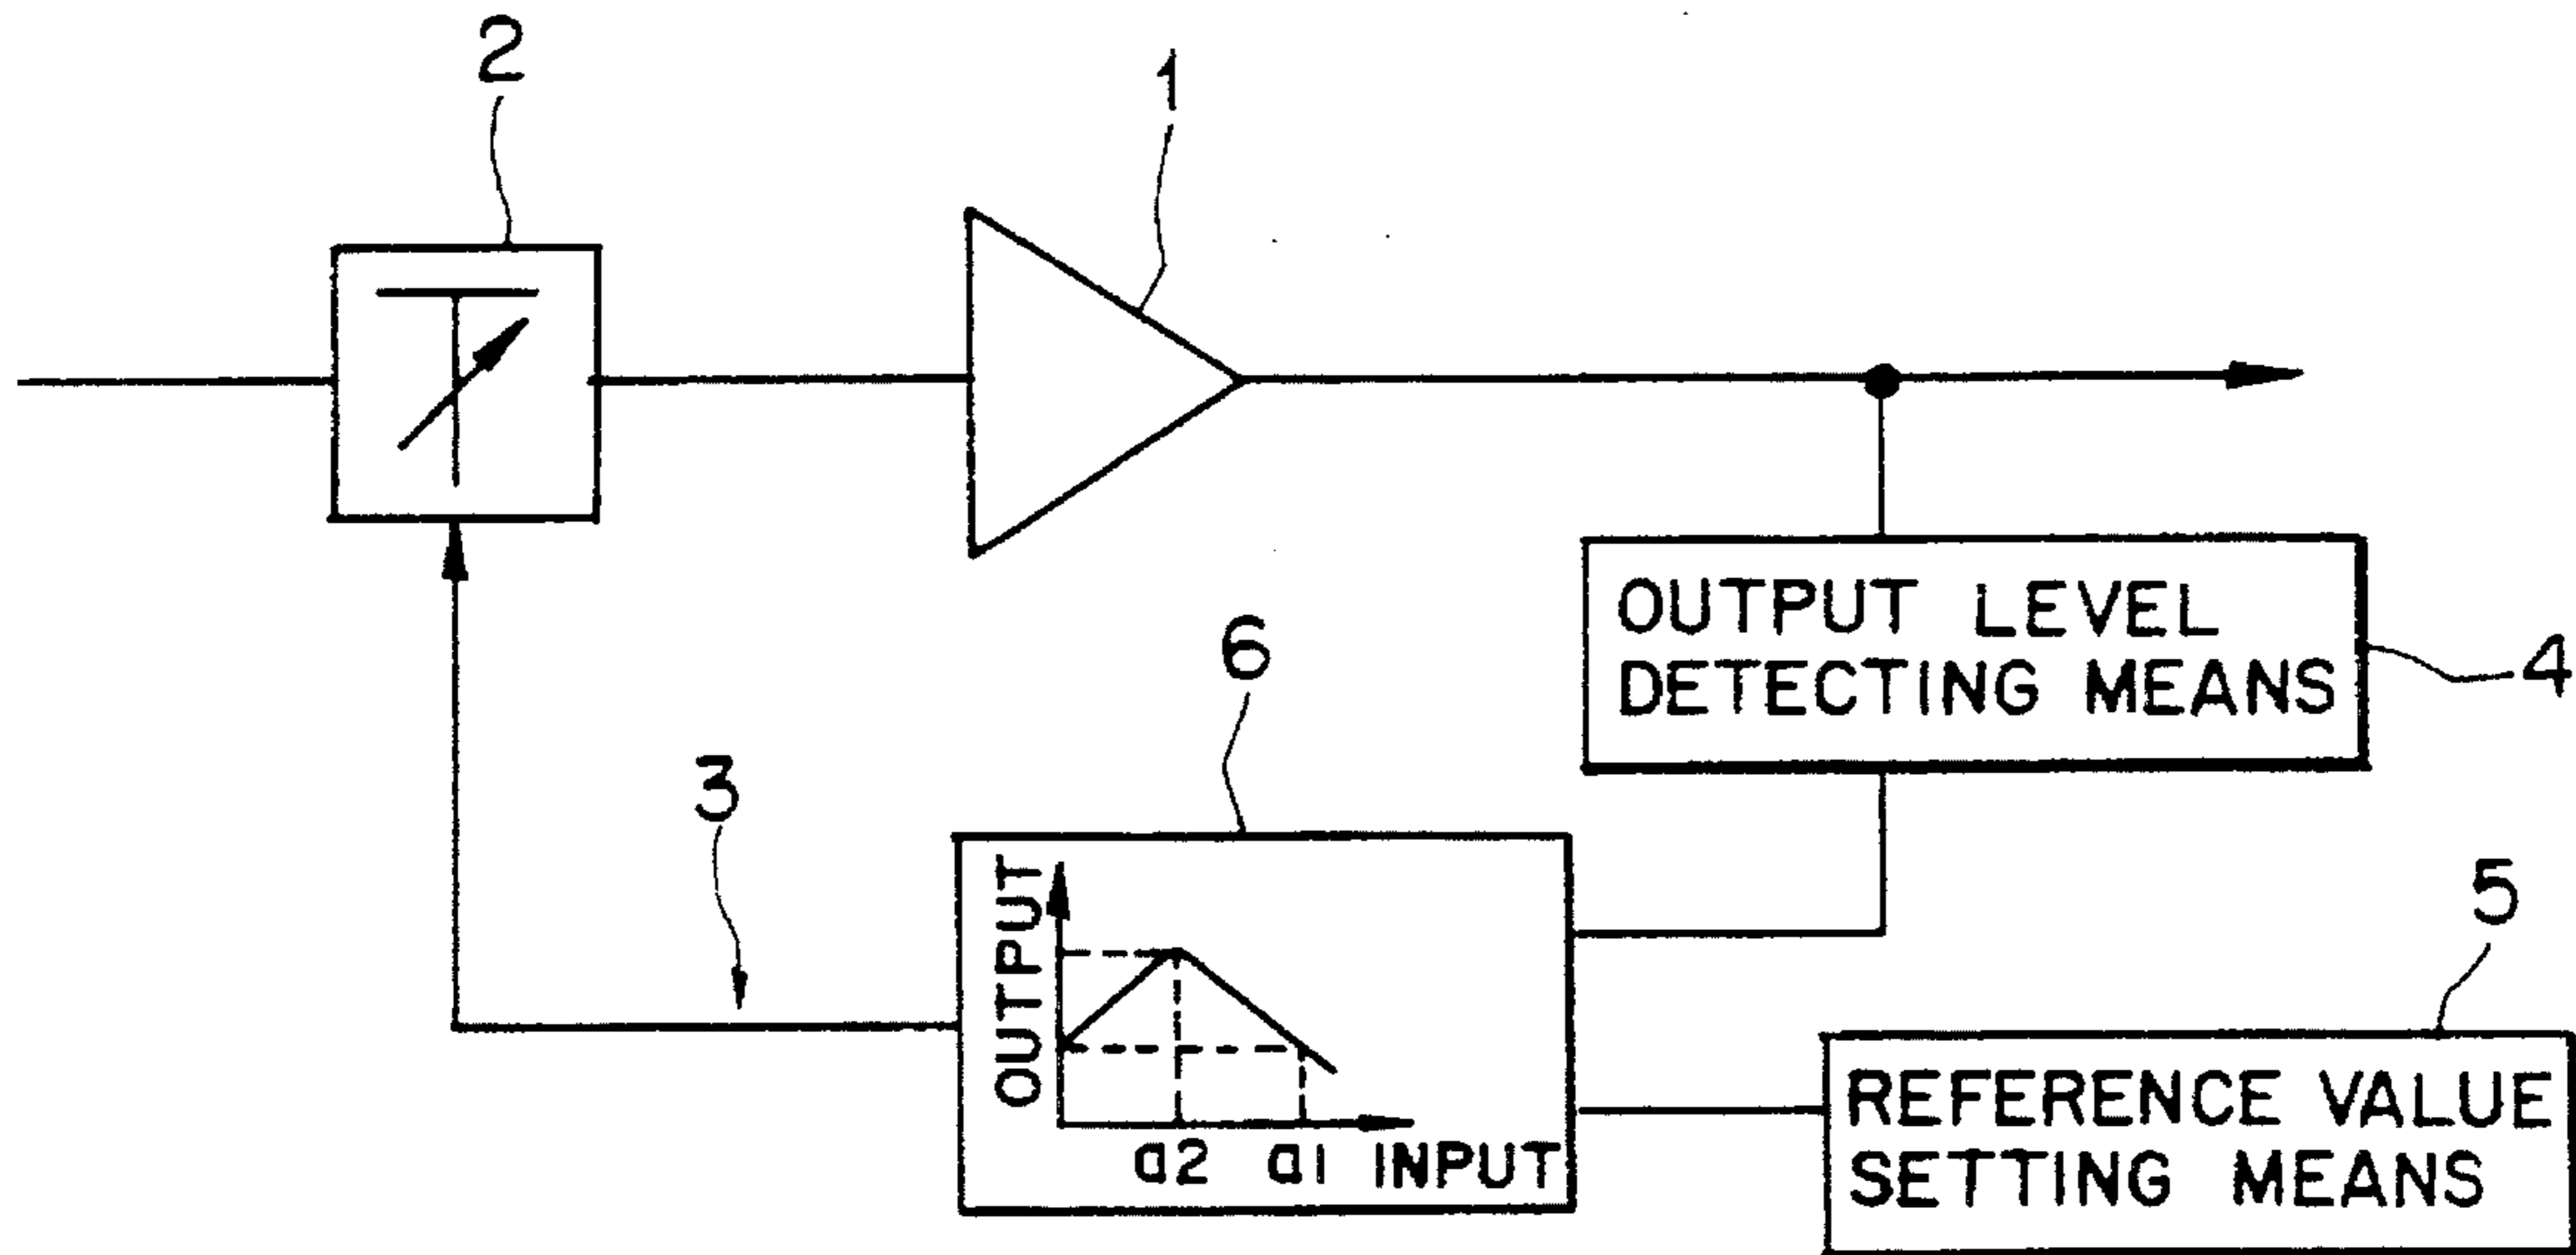 2
1
OUTPUT LEVEL
DETECTING MEANS
4
6
3
OUTPUT
a2 a1 INPUT
5
REFERENCE VALUE
SETTING MEANS